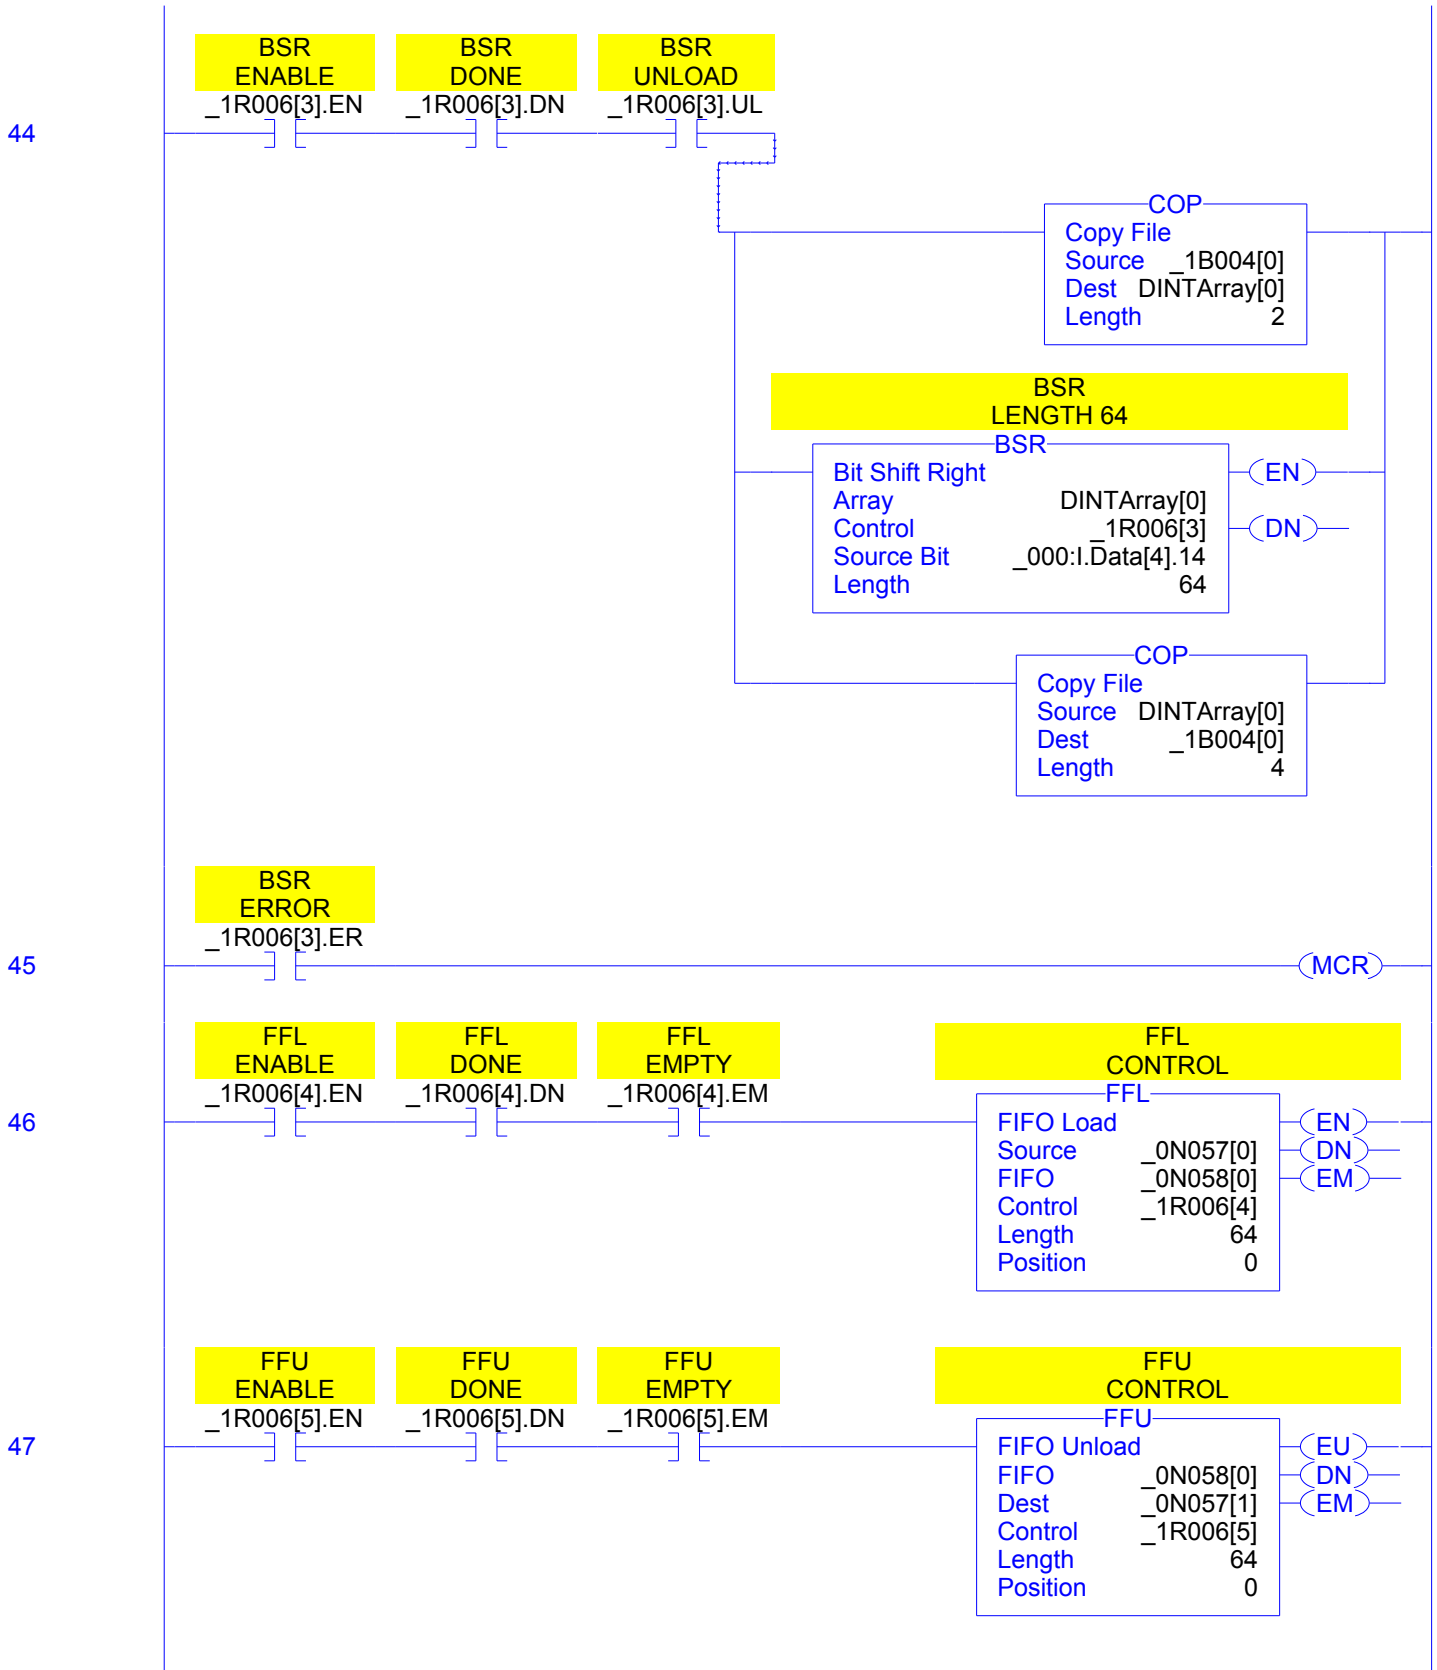 BSR
ENABLE
_1R006[3].EN
BSR
DONE
_1R006[3].DN
BSR
UNLOAD
_1R006[3].UL
44
COP
Copy File
Source _1B004[0]
Dest DINTArray[0]
Length 2
BSR
LENGTH 64
BSR
Bit Shift Right
Array DINTArray[0]
Control _1R006[3]
Source Bit _000:I.Data[4].14
Length 64
EN
DN
COP
Copy File
Source DINTArray[0]
Dest _1B004[0]
Length 4
BSR
ERROR
_1R006[3].ER
45
MCR
FFL
ENABLE
_1R006[4].EN
FFL
DONE
_1R006[4].DN
FFL
EMPTY
_1R006[4].EM
FFL
CONTROL
46
FFL
FIFO Load
Source _0N057[0]
FIFO _0N058[0]
Control _1R006[4]
Length 64
Position 0
EN
DN
EM
FFU
ENABLE
_1R006[5].EN
FFU
DONE
_1R006[5].DN
FFU
EMPTY
_1R006[5].EM
FFU
CONTROL
47
FFU
FIFO Unload
FIFO _0N058[0]
Dest _0N057[1]
Control _1R006[5]
Length 64
Position 0
EU
DN
EM